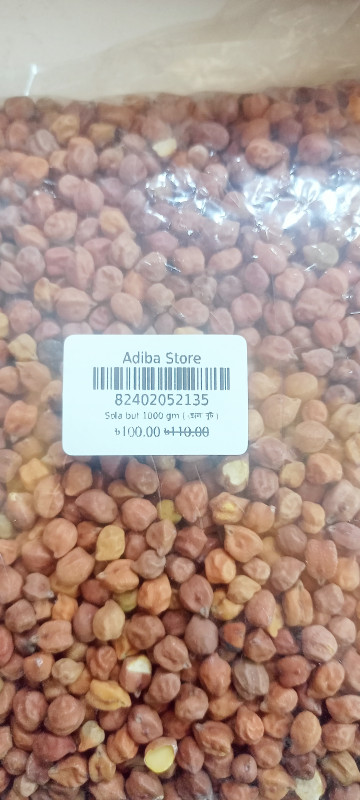 Adiba Store
82402052135
Sola but 1000 gm (
৳100.00 ৳110.00